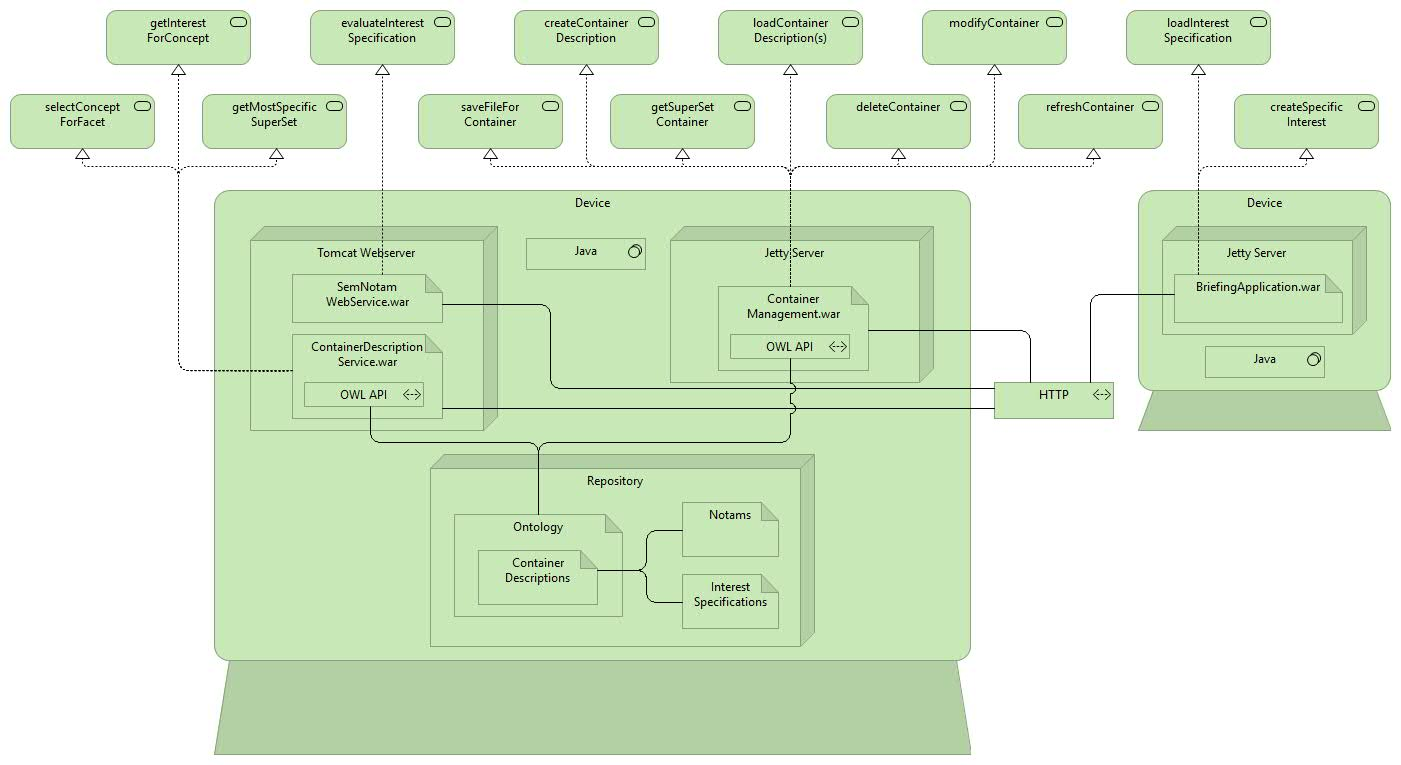 getInterest
ForConcept
evaluateInterest
Specification
createContainer
Description
loadContainer
Description(s)
modifyContainer
loadInterest
Specification
selectConcept
ForFacet
getMostSpecific
SuperSet
saveFileFor
Container
getSuperSet
Container
deleteContainer
refreshContainer
createSpecific
Interest
Device
Tomcat Webserver
SemNotam
WebService.war
ContainerDescription
Service.war
OWL API
Java
Jetty Server
Container
Management.war
OWL API
HTTP
Device
Jetty Server
BriefingApplication.war
Java
Repository
Ontology
Container
Descriptions
Notams
Interest
Specifications